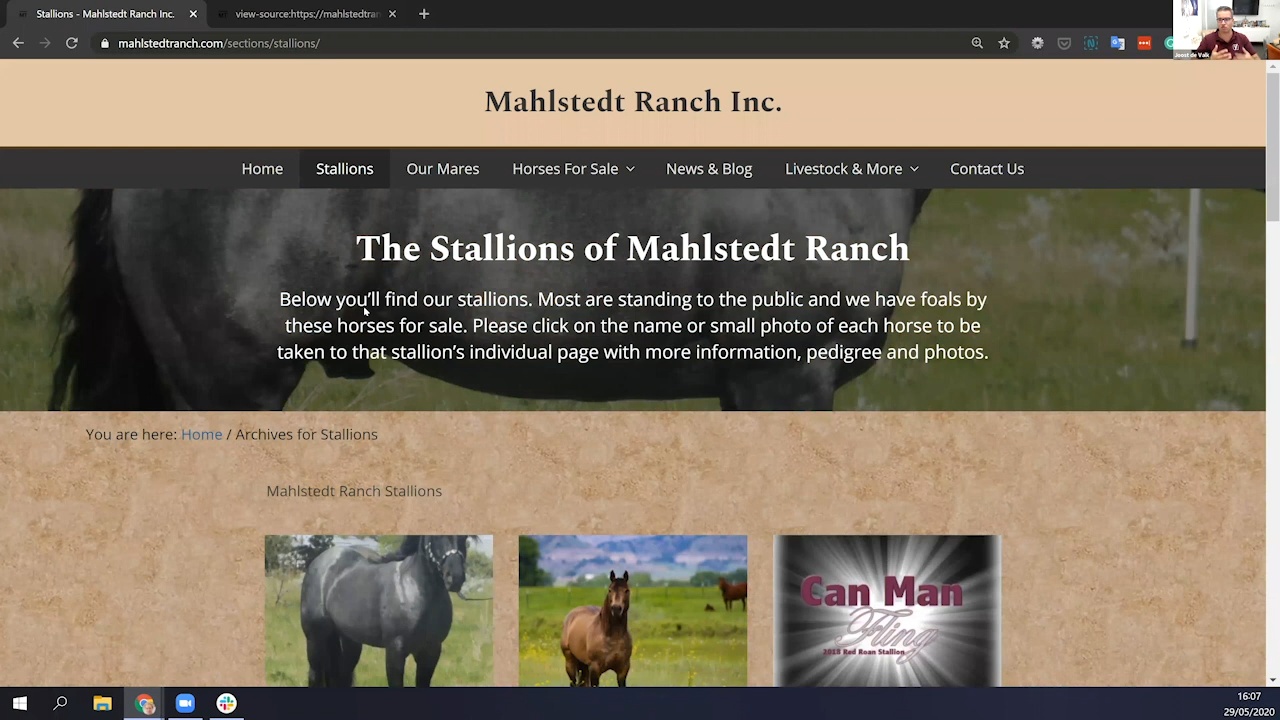 Stallions - Mahlstedt Ranch Inc.
view-source:https://mahlstedtran
mahlstedtranch.com/sections/stallions/
Joost de Valk
Mahlstedt Ranch Inc.
Home Stallions Our Mares Horses For Sale News & Blog Livestock & More Contact Us
The Stallions of Mahlstedt Ranch
Below you'll find our stallions. Most are standing to the public and we have foals by
these horses for sale. Please click on the name or small photo of each horse to be
taken to that stallion's individual page with more information, pedigree and photos.
You are here: Home / Archives for Stallions
Mahlstedt Ranch Stallions
Can Man
Fling
2018 Red Roan Stallion
16:07
29/05/2020